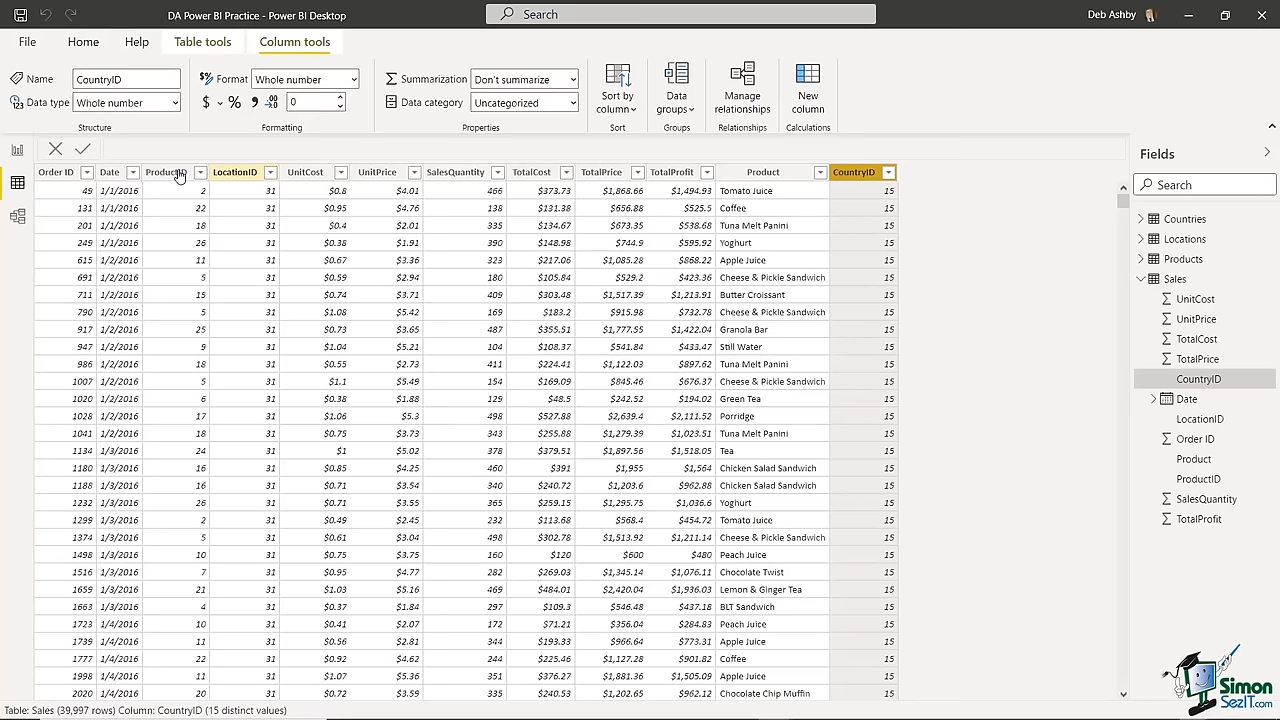 DA Power BI Practice - Power BI Desktop
Search
Deb Ashby
File Home Help Table tools Column tools
Name CountryID
Format Whole number
Summarization Don't summarize
Data type Whole number
$ % 0
Data category Uncategorized
Sort by column
Data groups
Manage relationships
New column
Structure Formatting Properties Sort Groups Relationships Calculations
Order ID Date ProductID LocationID UnitCost UnitPrice SalesQuantity TotalCost TotalPrice TotalProfit Product CountryID
49 1/1/2016 2 31 $0.8 $4.01 466 $373.73 $1,868.66 $1,494.93 Tomato Juice 15
131 1/1/2016 22 31 $0.95 $4.76 138 $131.38 $656.88 $525.5 Coffee 15
201 1/1/2016 18 31 $0.4 $2.01 335 $134.67 $673.35 $538.68 Tuna Melt Panini 15
249 1/1/2016 26 31 $0.38 $1.91 390 $148.98 $744.9 $595.92 Yoghurt 15
615 1/2/2016 11 31 $0.67 $3.36 323 $217.06 $1,085.28 $868.22 Apple Juice 15
691 1/2/2016 5 31 $0.59 $2.94 180 $105.84 $529.2 $423.36 Cheese & Pickle Sandwich 15
711 1/2/2016 15 31 $0.74 $3.71 409 $303.48 $1,517.39 $1,213.91 Butter Croissant 15
790 1/2/2016 5 31 $1.08 $5.42 169 $183.2 $915.98 $732.78 Cheese & Pickle Sandwich 15
917 1/2/2016 25 31 $0.73 $3.65 487 $355.51 $1,777.55 $1,422.04 Granola Bar 15
947 1/2/2016 9 31 $1.04 $5.21 104 $108.37 $541.84 $433.47 Still Water 15
986 1/2/2016 18 31 $0.55 $2.73 411 $224.41 $1,122.03 $897.62 Tuna Melt Panini 15
1007 1/2/2016 5 31 $1.1 $5.49 154 $169.09 $845.46 $676.37 Cheese & Pickle Sandwich 15
1020 1/2/2016 6 31 $0.38 $1.88 129 $48.5 $242.52 $194.02 Green Tea 15
1028 1/2/2016 17 31 $1.06 $5.3 498 $527.88 $2,639.4 $2,111.52 Porridge 15
1041 1/2/2016 18 31 $0.75 $3.73 343 $255.88 $1,279.39 $1,023.51 Tuna Melt Panini 15
1134 1/3/2016 24 31 $1 $5.02 378 $379.51 $1,897.56 $1,518.05 Tea 15
1180 1/3/2016 16 31 $0.85 $4.25 460 $391 $1,955 $1,564 Chicken Salad Sandwich 15
1188 1/3/2016 16 31 $0.71 $3.54 340 $240.72 $1,203.6 $962.88 Chicken Salad Sandwich 15
1232 1/3/2016 26 31 $0.71 $3.55 365 $259.15 $1,295.75 $1,036.6 Yoghurt 15
1299 1/3/2016 2 31 $0.49 $2.45 232 $113.68 $568.4 $454.72 Tomato Juice 15
1374 1/3/2016 5 31 $0.61 $3.04 498 $302.78 $1,513.92 $1,211.14 Cheese & Pickle Sandwich 15
1498 1/3/2016 10 31 $0.75 $3.75 160 $120 $600 $480 Peach Juice 15
1516 1/3/2016 7 31 $0.95 $4.77 282 $269.03 $1,345.14 $1,076.11 Chocolate Twist 15
1659 1/3/2016 21 31 $1.03 $5.16 469 $484.01 $2,420.04 $1,936.03 Lemon & Ginger Tea 15
1663 1/3/2016 4 31 $0.37 $1.84 297 $109.3 $546.48 $437.18 BLT Sandwich 15
1723 1/4/2016 10 31 $0.41 $2.07 172 $71.21 $356.04 $284.83 Peach Juice 15
1739 1/4/2016 11 31 $0.56 $2.81 344 $193.33 $966.64 $773.31 Apple Juice 15
1777 1/4/2016 22 31 $0.92 $4.62 244 $225.46 $1,127.28 $901.82 Coffee 15
1998 1/4/2016 11 31 $1.07 $5.36 351 $376.27 $1,881.36 $1,505.09 Apple Juice 15
2020 1/4/2016 20 31 $0.72 $3.59 335 $240.53 $1,202.65 $962.12 Chocolate Chip Muffin 15
Fields
Search
Countries
Locations
Products
Sales
UnitCost
UnitPrice
TotalCost
TotalPrice
CountryID
Date
LocationID
Order ID
Product
ProductID
SalesQuantity
TotalProfit
Simon
SezIT.com
Table: Sales (39,997 rows) Column: CountryID (15 distinct values)